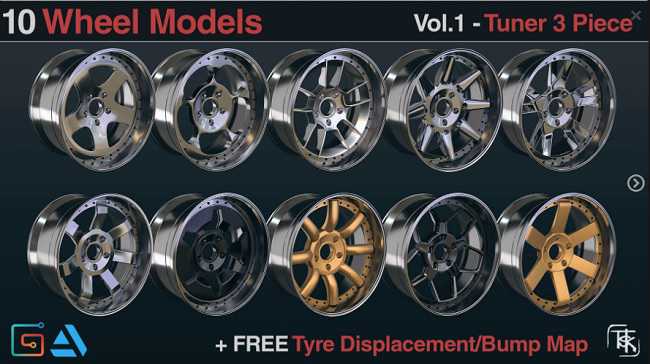 10 Wheel Models
Vol.1 - Tuner 3 Piece
+ FREE Tyre Displacement/Bump Map